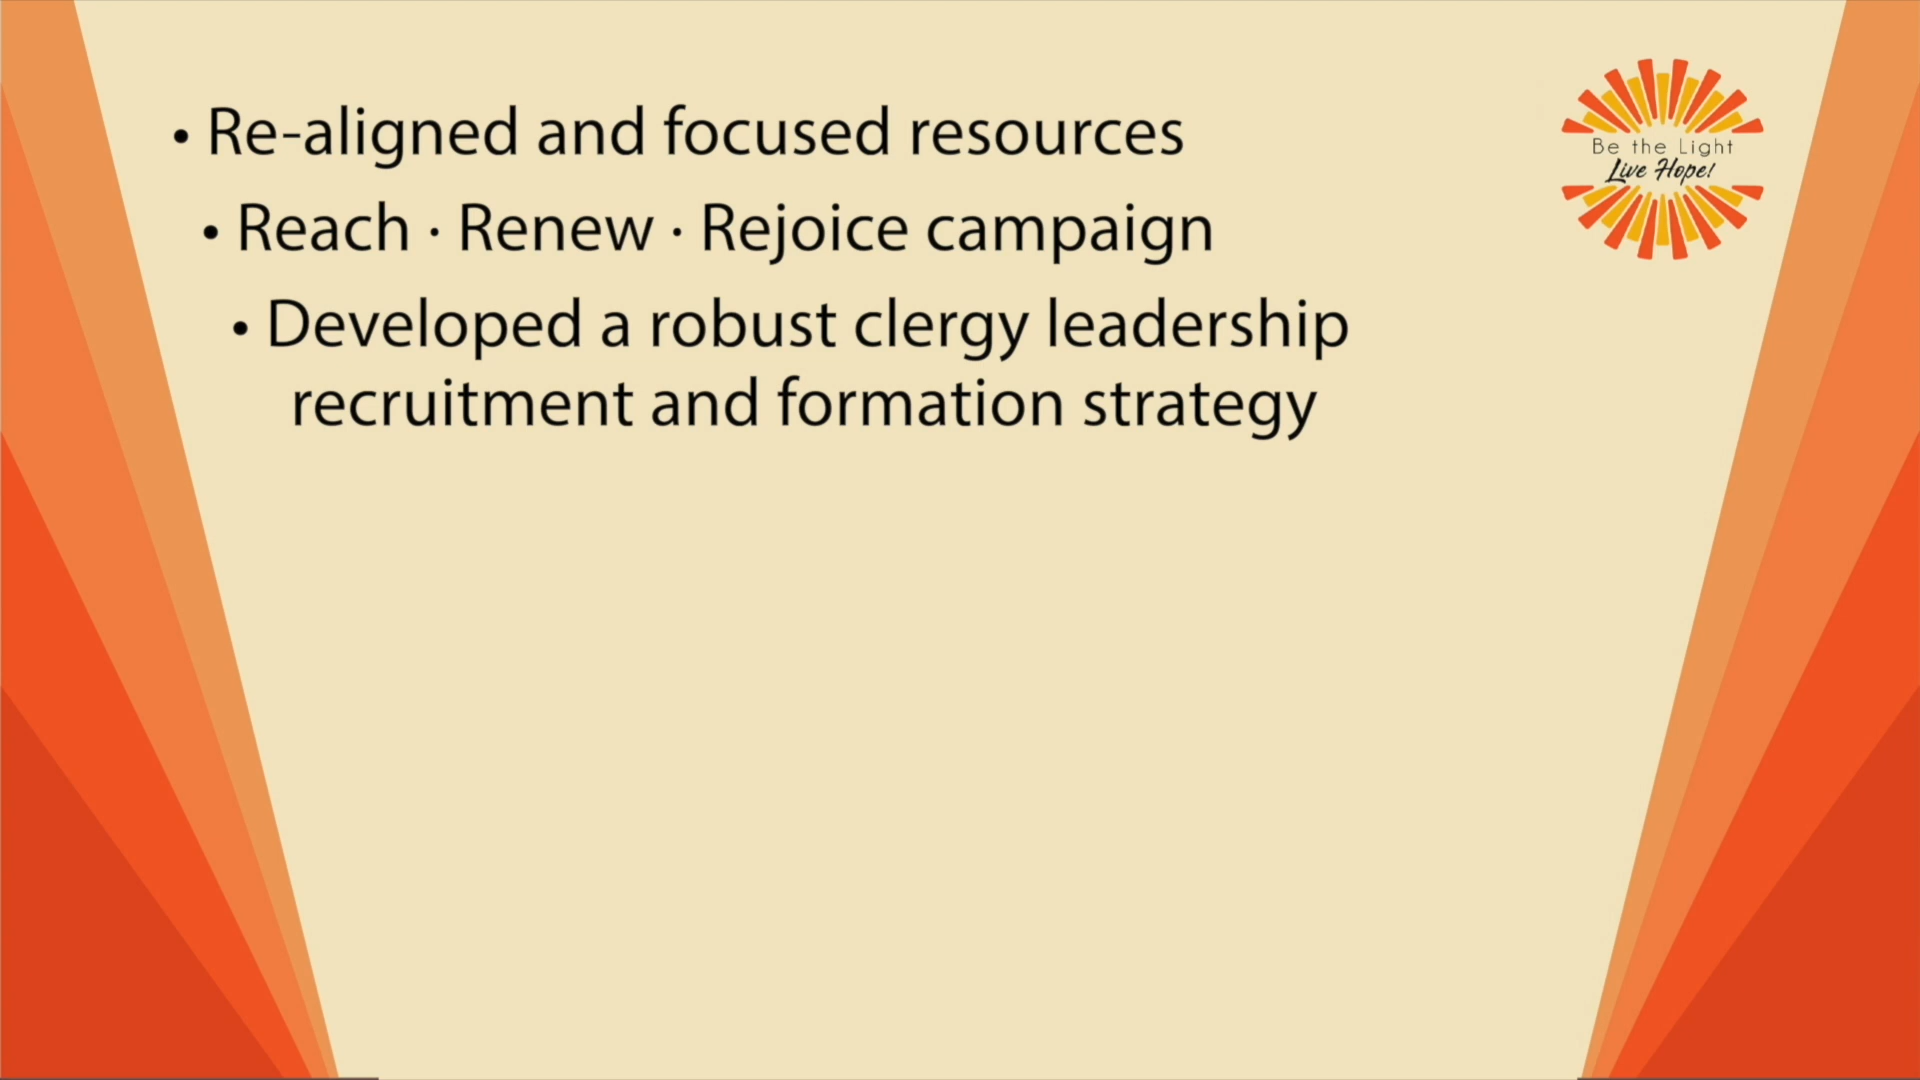 • Re-aligned and focused resources
• Reach · Renew · Rejoice campaign
• Developed a robust clergy leadership
recruitment and formation strategy
Be the Light
Live Hope!